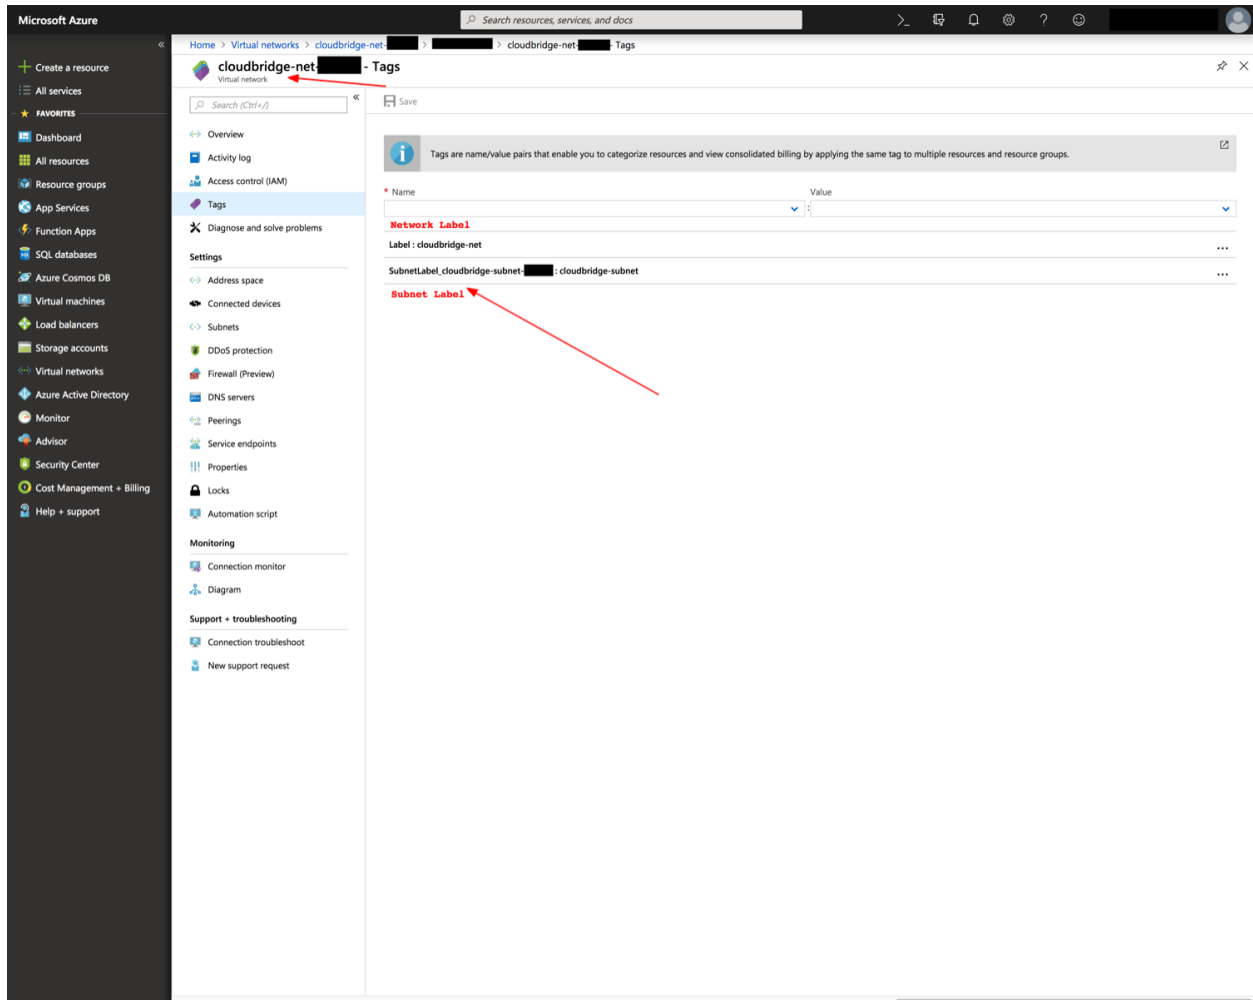 Microsoft Azure
Search resources, services, and docs
>_
?
«
Create a resource
All services
FAVORITES
Dashboard
All resources
Resource groups
App Services
Function Apps
SQL databases
Azure Cosmos DB
Virtual machines
Load balancers
Storage accounts
Virtual networks
Azure Active Directory
Monitor
Advisor
Security Center
Cost Management + Billing
Help + support
Home > Virtual networks > cloudbridge-net- > > cloudbridge-net- - Tags
cloudbridge-net- - Tags
Virtual network
Search (Ctrl+/)
«
Overview
Activity log
Access control (IAM)
Tags
Diagnose and solve problems
Settings
Address space
Connected devices
Subnets
DDoS protection
Firewall (Preview)
DNS servers
Peerings
Service endpoints
Properties
Locks
Automation script
Monitoring
Connection monitor
Diagram
Support + troubleshooting
Connection troubleshoot
New support request
Save
Tags are name/value pairs that enable you to categorize resources and view consolidated billing by applying the same tag to multiple resources and resource groups.
* Name
Value
:
Network Label
Label : cloudbridge-net
...
SubnetLabel_cloudbridge-subnet- : cloudbridge-subnet
...
Subnet Label